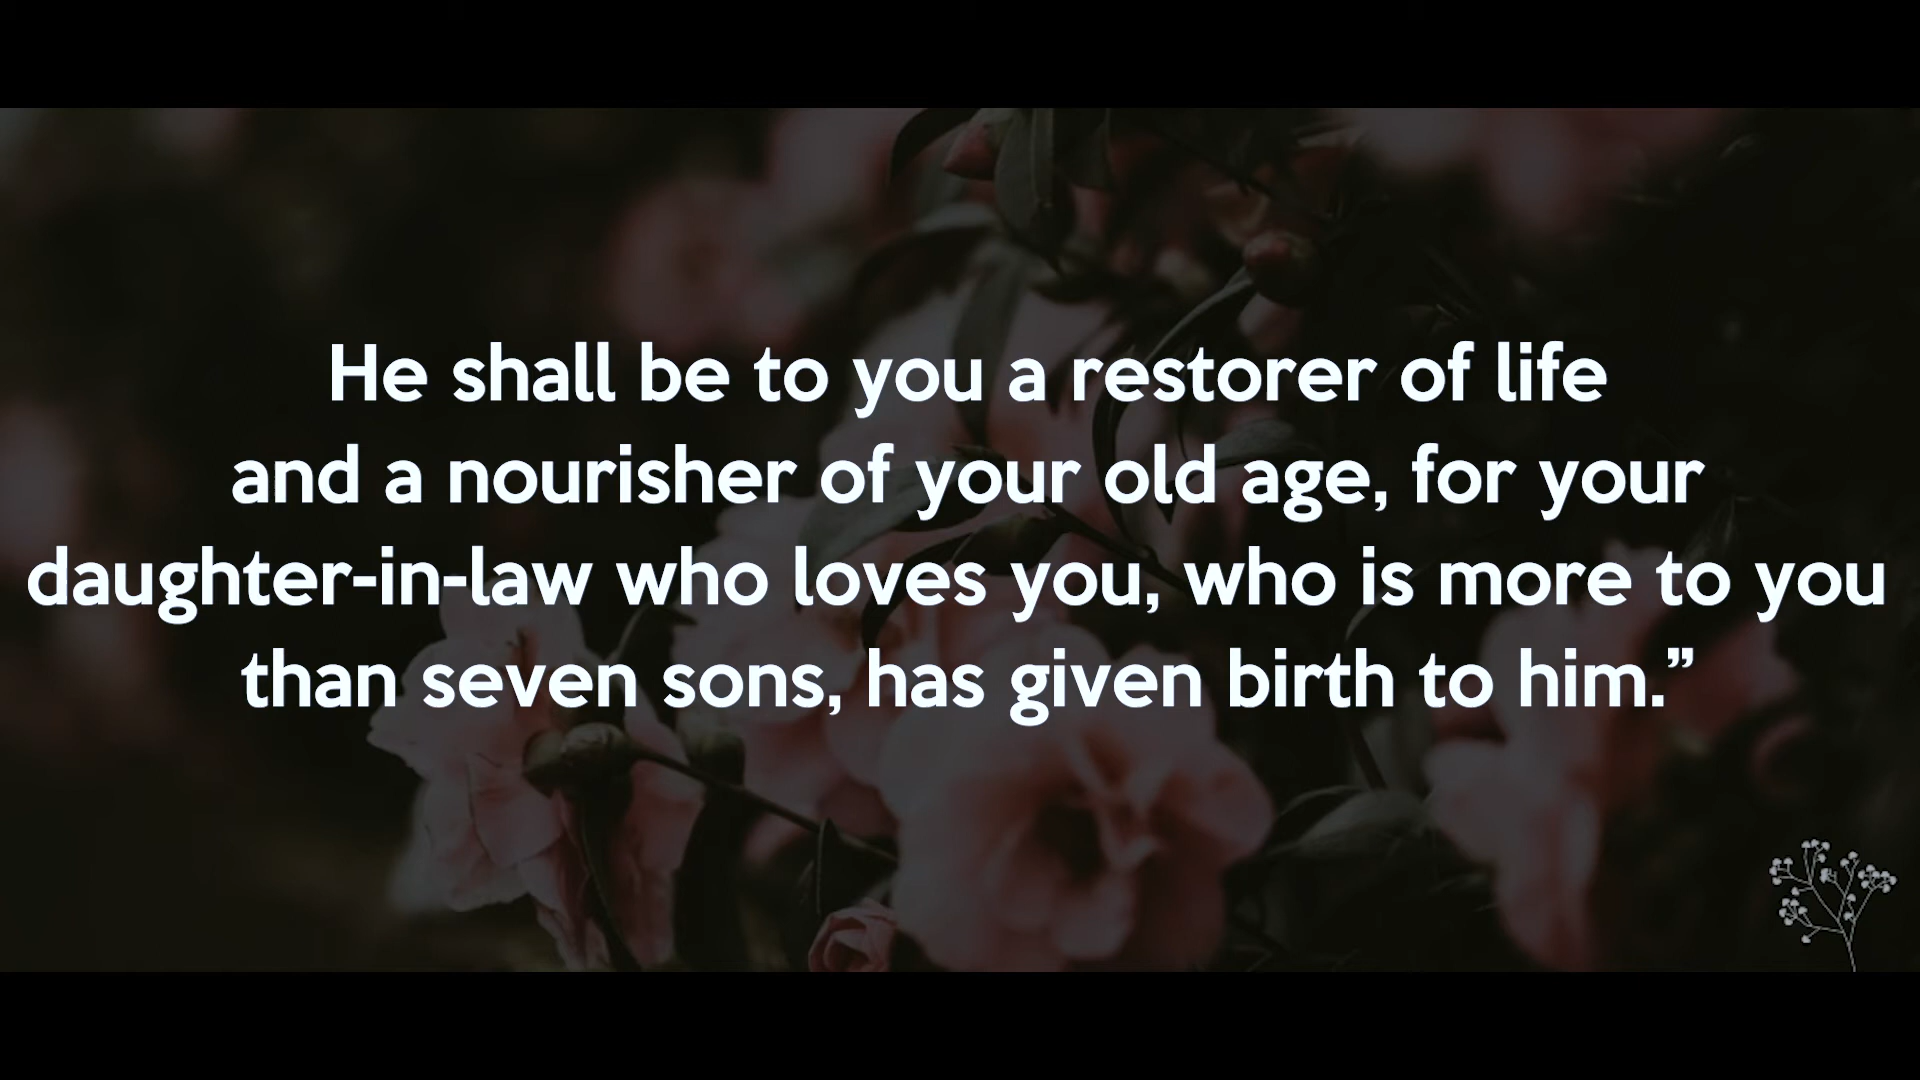 He shall be to you a restorer of life
and a nourisher of your old age, for your
daughter-in-law who loves you, who is more to you
than seven sons, has given birth to him.”